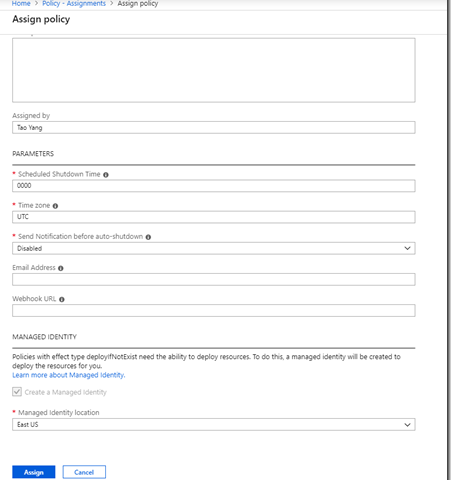 Home > Policy - Assignments > Assign policy
Assign policy
Assigned by
Tao Yang
PARAMETERS
* Scheduled Shutdown Time
0000
* Time zone
UTC
* Send Notification before auto-shutdown
Disabled
Email Address
Webhook URL
MANAGED IDENTITY
Policies with effect type deployIfNotExist need the ability to deploy resources. To do this, a managed identity will be created to
deploy the resources for you.
Learn more about Managed Identity.
Create a Managed Identity
* Managed Identity location
East US
Assign Cancel